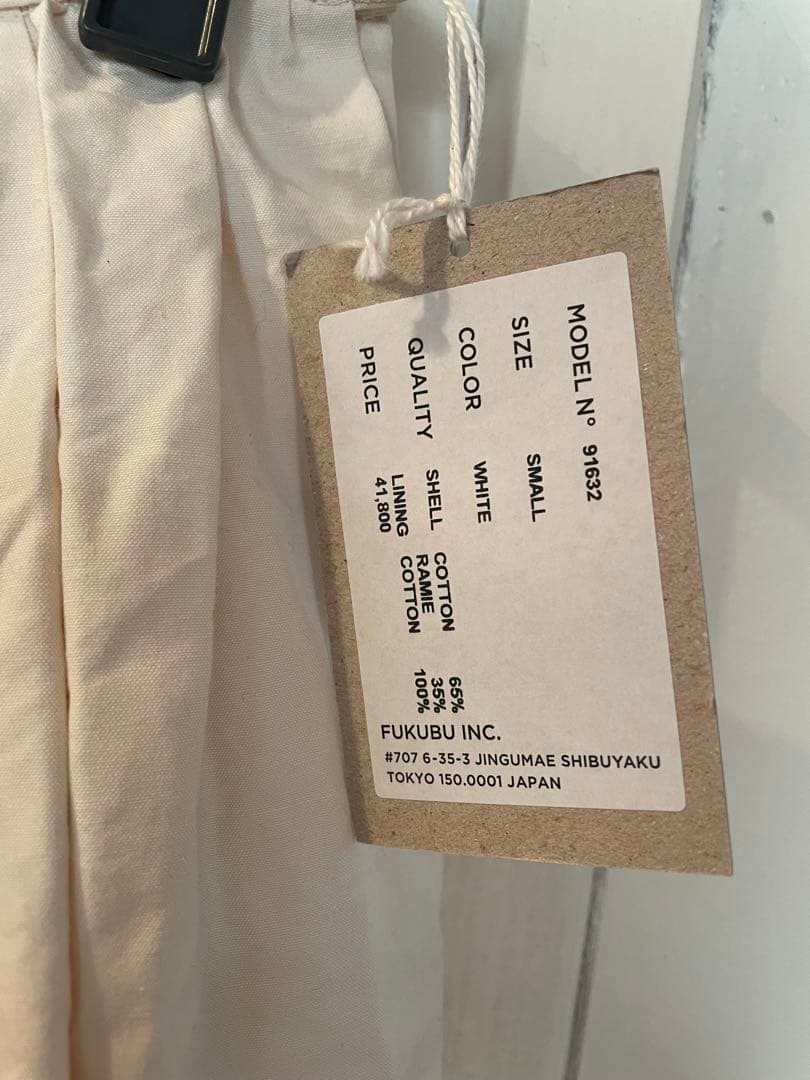 MODEL Nº 91632
SIZE SMALL
COLOR WHITE
QUALITY SHELL COTTON 65%
RAMIE 35%
LINING COTTON 100%
PRICE 41,800
FUKUBU INC.
#707 6-35-3 JINGUMAE SHIBUYAKU
TOKYO 150.0001 JAPAN